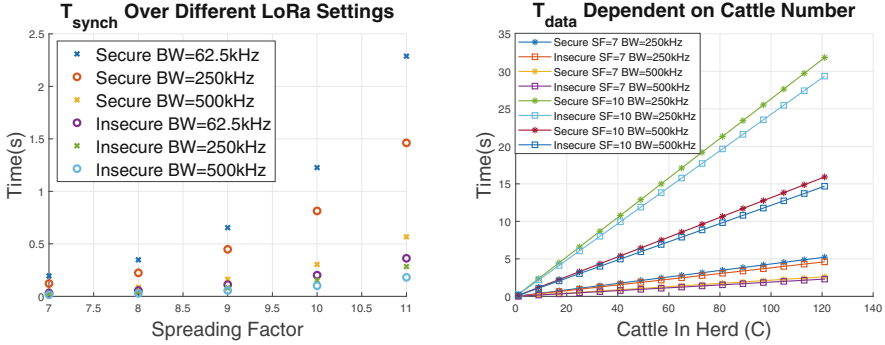 T_synch Over Different LoRa Settings
2.5
2
1.5
1
0.5
0
Time(s)
Secure BW=62.5kHz
Secure BW=250kHz
Secure BW=500kHz
Insecure BW=62.5kHz
Insecure BW=250kHz
Insecure BW=500kHz
7 7.5 8 8.5 9 9.5 10 10.5 11
Spreading Factor
T_data Dependent on Cattle Number
35
30
25
20
15
10
5
0
Time(s)
Secure SF=7 BW=250kHz
Insecure SF=7 BW=250kHz
Secure SF=7 BW=500kHz
Insecure SF=7 BW=500kHz
Secure SF=10 BW=250kHz
Insecure SF=10 BW=250kHz
Secure SF=10 BW=500kHz
Insecure SF=10 BW=500kHz
0 20 40 60 80 100 120 140
Cattle In Herd (C)